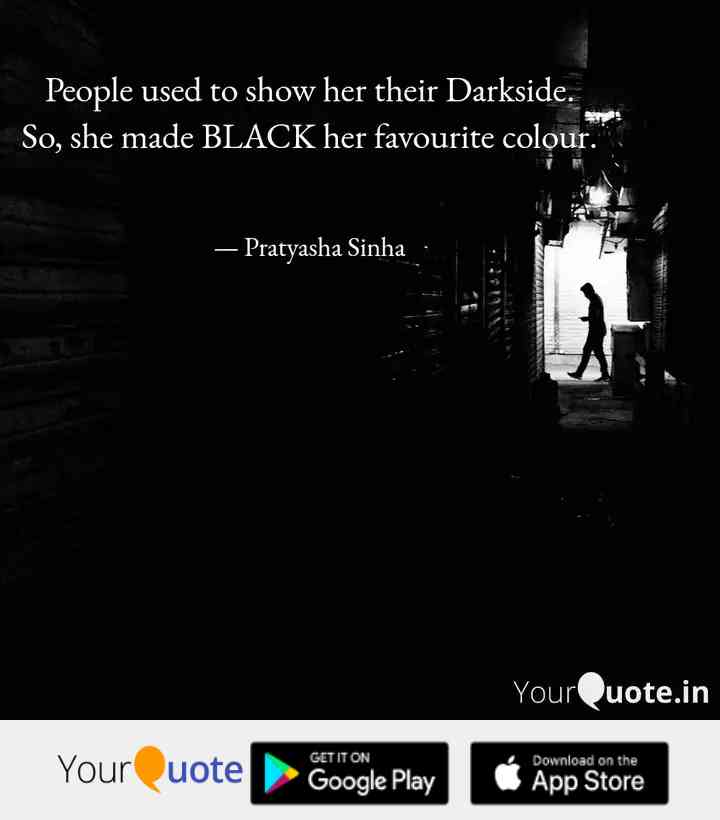 People used to show her their Darkside.
So, she made BLACK her favourite colour.
— Pratyasha Sinha
YourQuote.in
YourQuote
GET IT ON
Google Play
Download on the
App Store